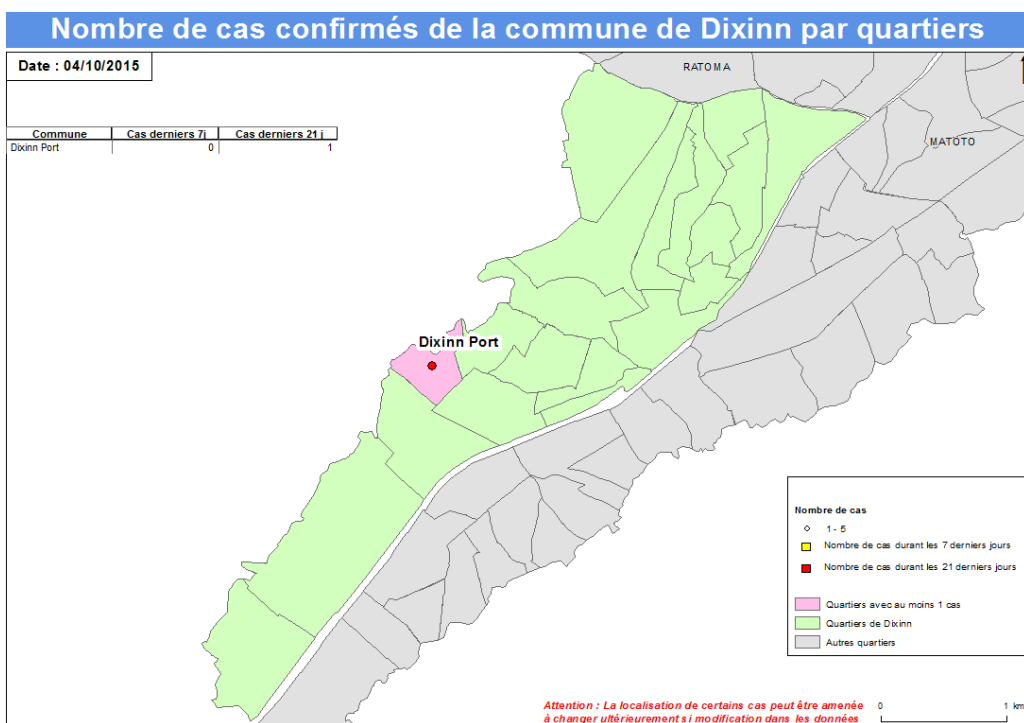 Nombre de cas confirmés de la commune de Dixinn par quartiers
Date : 04/10/2015
Commune Cas derniers 7j Cas derniers 21 j
Dixinn Port 0 1
RATOMA
MATOTO
Dixinn Port
Nombre de cas
1 - 5
Nombre de cas durant les 7 derniers jours
Nombre de cas durant les 21 derniers jours
Quartiers avec au moins 1 cas
Quartiers de Dixinn
Autres quartiers
Attention : La localisation de certains cas peut être amenée
à changer ultérieurement si modification dans les données
0 1 km